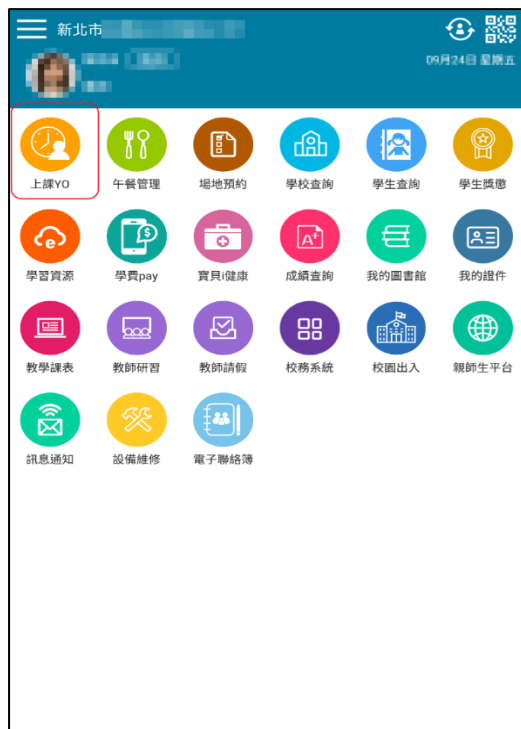 新北市
09月24日 星期五
上課YO 午餐管理 場地預約 學校查詢 學生查詢 學生獎懲
學習資源 學費pay 寶貝i健康 成績查詢 我的圖書館 我的證件
教學課表 教師研習 教師請假 校務系統 校園出入 親師生平台
訊息通知 設備維修 電子聯絡簿